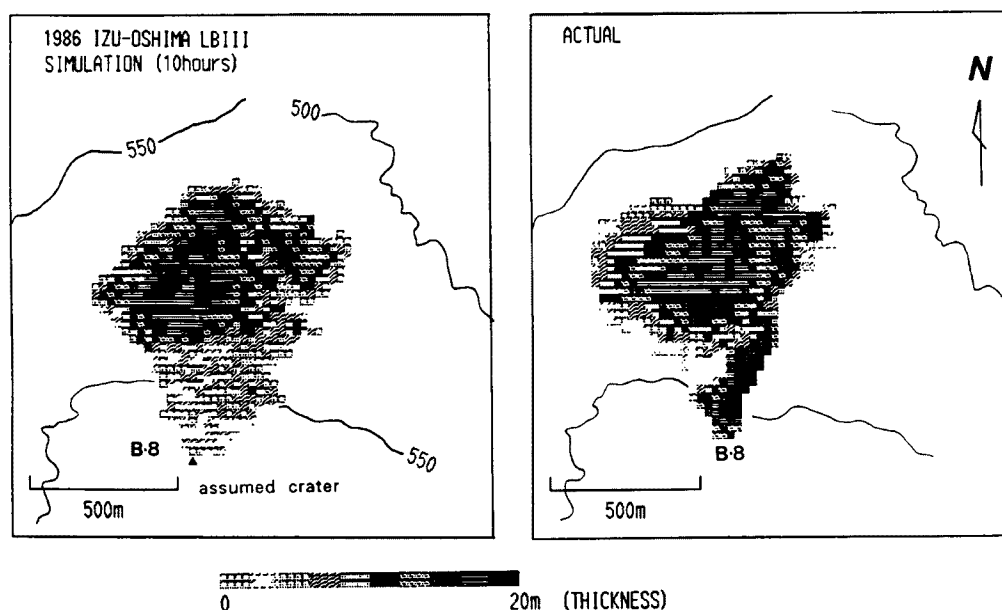 1986 IZU-OSHIMA LBIII
SIMULATION (10hours)
500
550
B·8
assumed crater
550
500m
ACTUAL
N
B·8
500m
0
20m (THICKNESS)